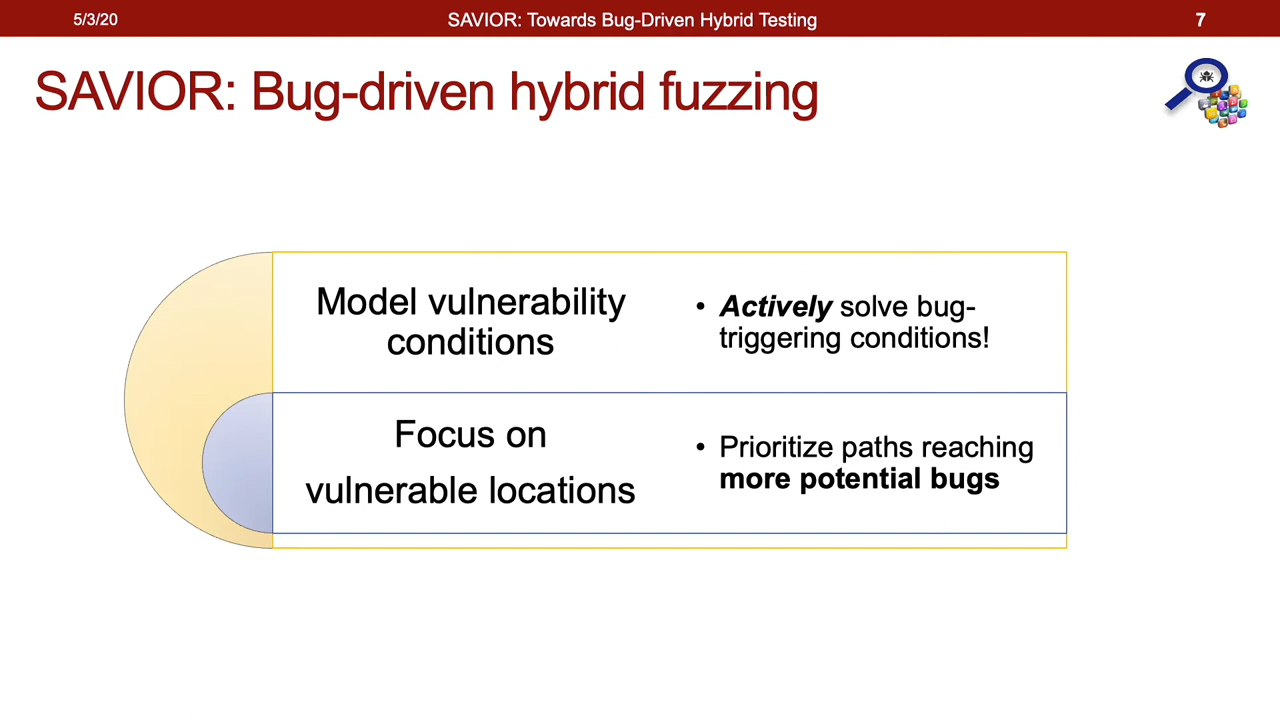 5/3/20
SAVIOR: Towards Bug-Driven Hybrid Testing
7
SAVIOR: Bug-driven hybrid fuzzing
Model vulnerability
conditions
• Actively solve bug-
triggering conditions!
Focus on
vulnerable locations
• Prioritize paths reaching
more potential bugs